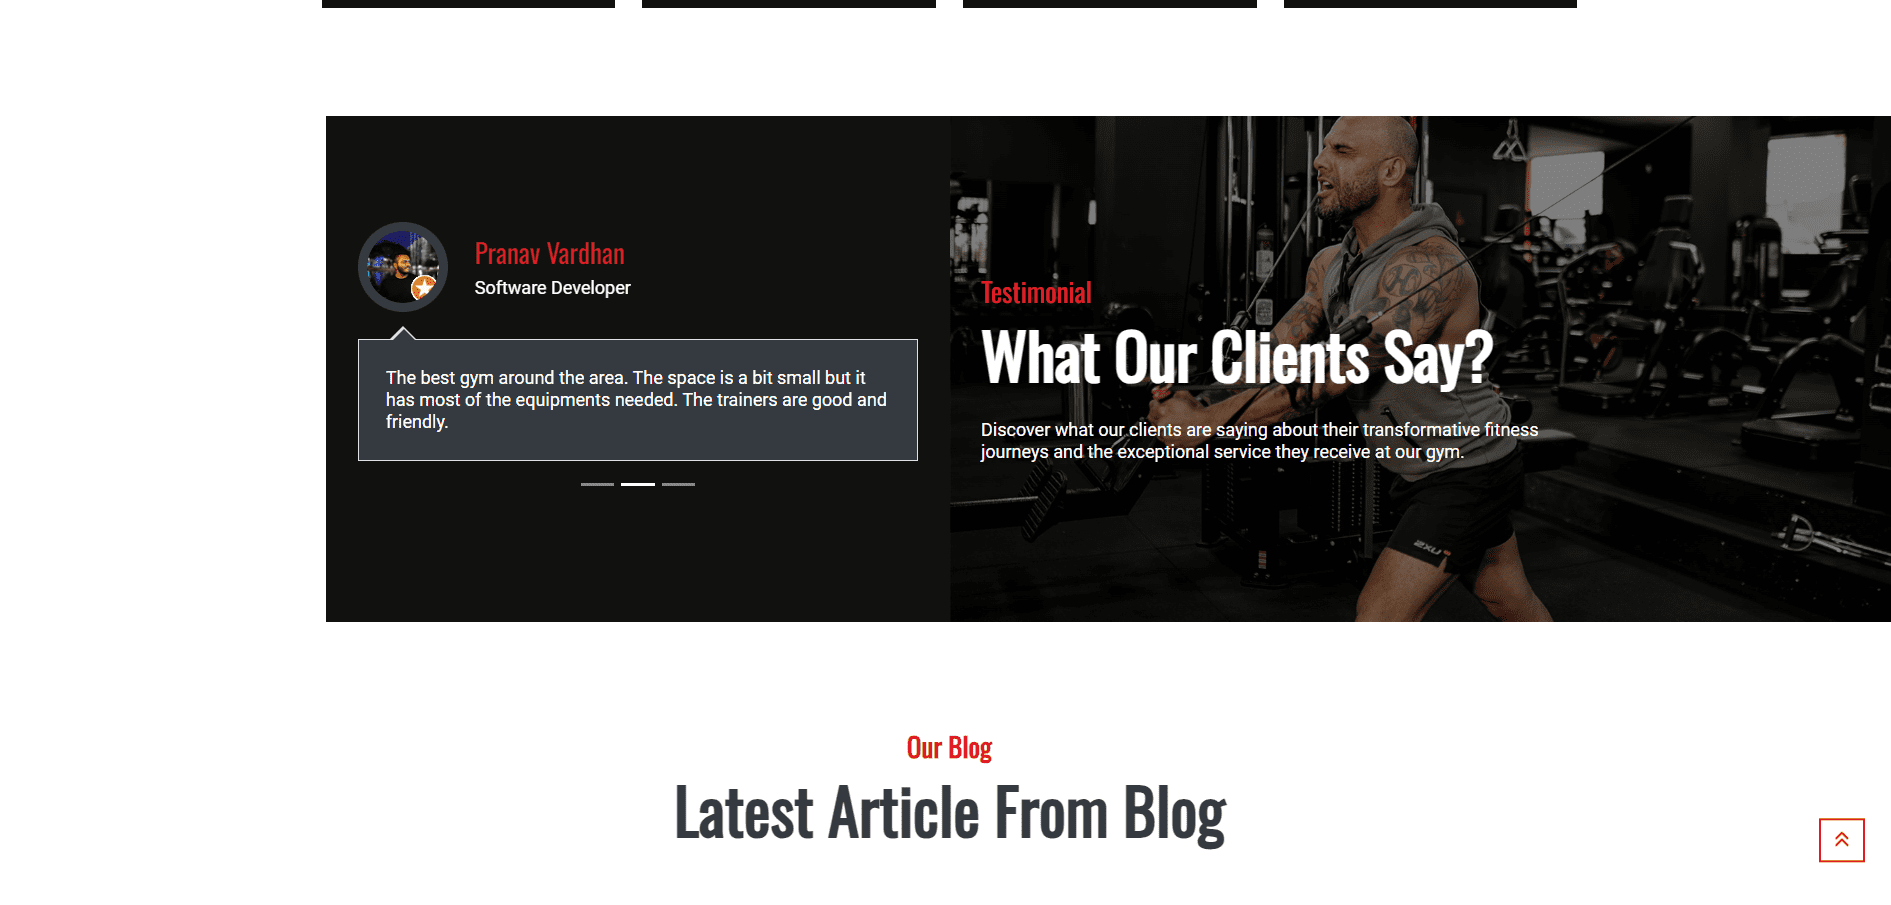 Pranav Vardhan
Software Developer
The best gym around the area. The space is a bit small but it
has most of the equipments needed. The trainers are good and
friendly.
Testimonial
What Our Clients Say?
Discover what our clients are saying about their transformative fitness
journeys and the exceptional service they receive at our gym.
2XU
Our Blog
Latest Article From Blog